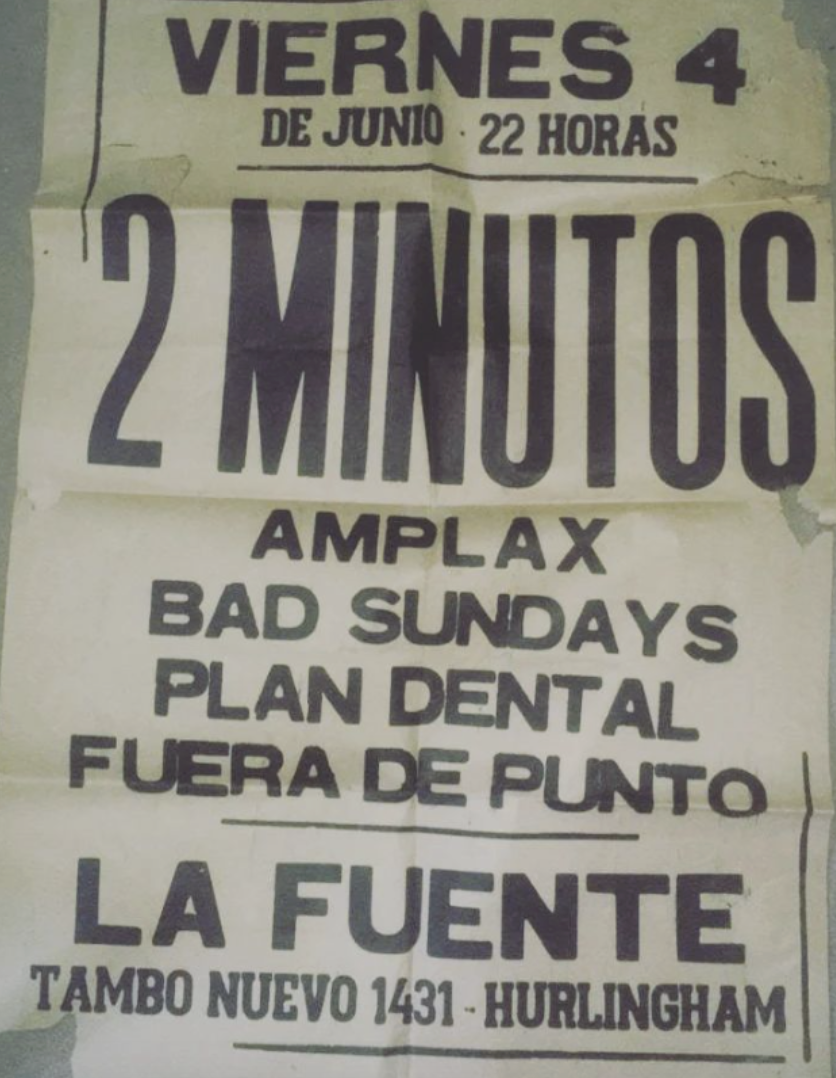 VIERNES 4
DE JUNIO · 22 HORAS
2 MINUTOS
AMPLAX
BAD SUNDAYS
PLAN DENTAL
FUERA DE PUNTO
LA FUENTE
TAMBO NUEVO 1431 - HURLINGHAM